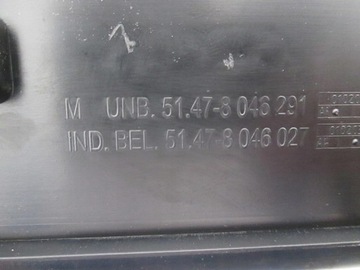 M UNB. 51.47-8 046 291
IND. BEL. 51.47-8 046 027